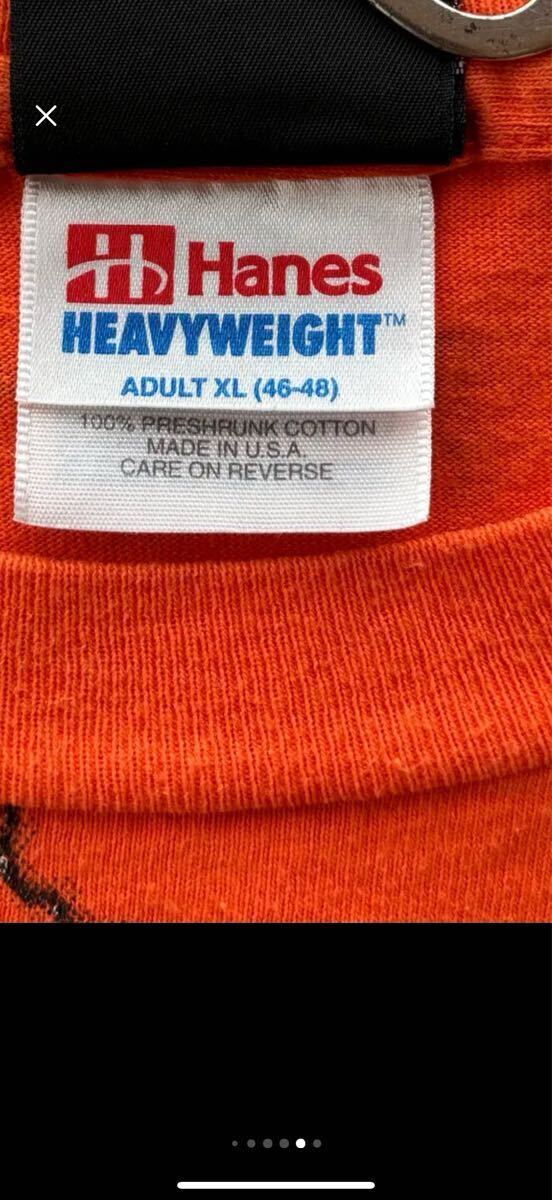 Hanes
HEAVYWEIGHT™
ADULT XL (46-48)
100% PRESHRUNK COTTON
MADE IN U.S.A.
CARE ON REVERSE